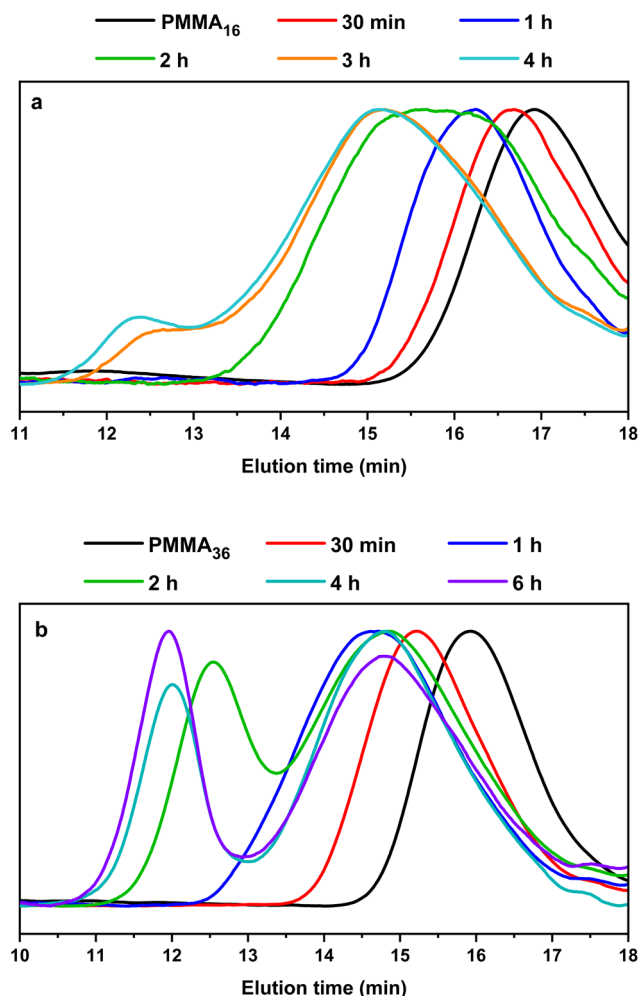 PMMA16 30 min 1 h
2 h 3 h 4 h
a
11 12 13 14 15 16 17 18
Elution time (min)
PMMA36 30 min 1 h
2 h 4 h 6 h
b
10 11 12 13 14 15 16 17 18
Elution time (min)